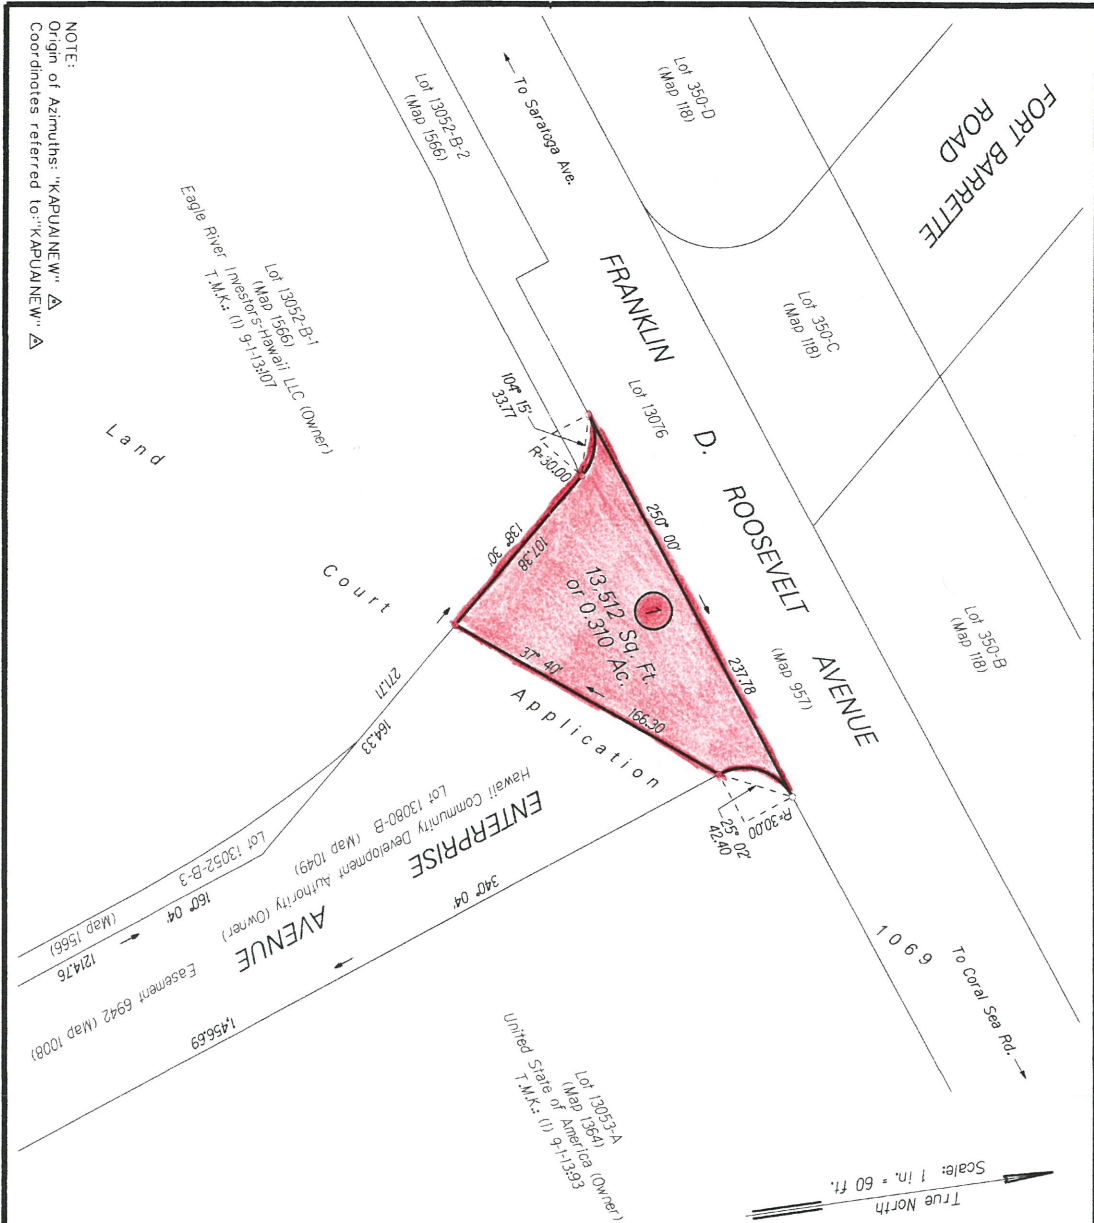 NOTE:
Origin of Azimuths: "KAPUAI NEW" △
Coordinates referred to: "KAPUAI NEW" △
Lot 13052-B-2
(Map 1566)
← To Saratoga Ave.
Lot 350-D
(Map 118)
FORT BARRETTE
ROAD
Lot 13052-B-1
(Map 1566)
Eagle River Investors-Hawaii LLC (Owner)
T.M.K.: (1) 9-1-13:107
FRANKLIN D. ROOSEVELT AVENUE
Lot 13076
(Map 957)
Lot 350-C
(Map 118)
Lot 350-B
(Map 118)
104° 15'
33.77
R=30.00
250° 00'
237.78
138° 30'
107.38
1
13,512 Sq. Ft.
or 0.310 Ac.
37° 40'
166.30
R=30.00
25° 02'
42.40
Land Court Application 1069
271.71
164.33
ENTERPRISE AVENUE
Hawaii Community Development Authority (Owner)
Lot 13080-B (Map 1049)
Easement 6942 (Map 1008)
Lot 13052-B-3
(Map 1566)
160° 04'
1214.76
340° 04'
1,456.69
To Coral Sea Rd. →
Lot 13053-A
(Map 1364)
United State of America (Owner)
T.M.K.: (1) 9-1-13:93
True North
Scale: 1 in. = 60 ft.